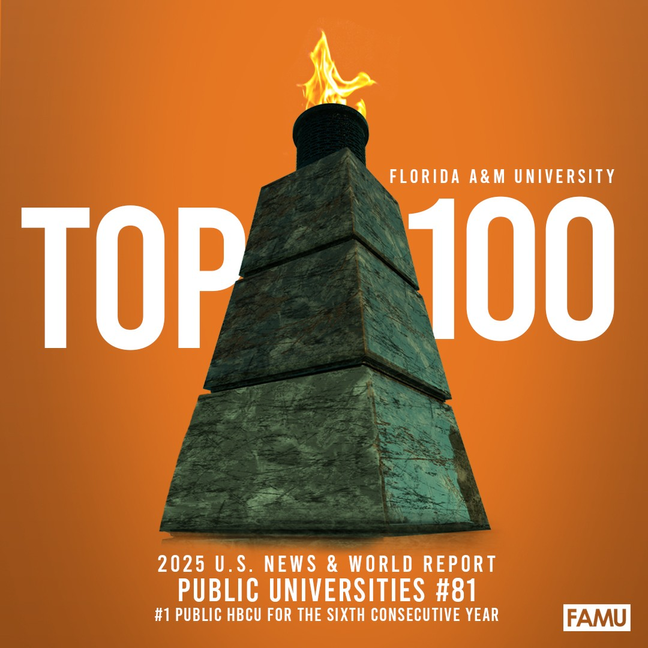 FLORIDA A&M UNIVERSITY
TOP 100
2025 U.S. NEWS & WORLD REPORT
PUBLIC UNIVERSITIES #81
#1 PUBLIC HBCU FOR THE SIXTH CONSECUTIVE YEAR
FAMU